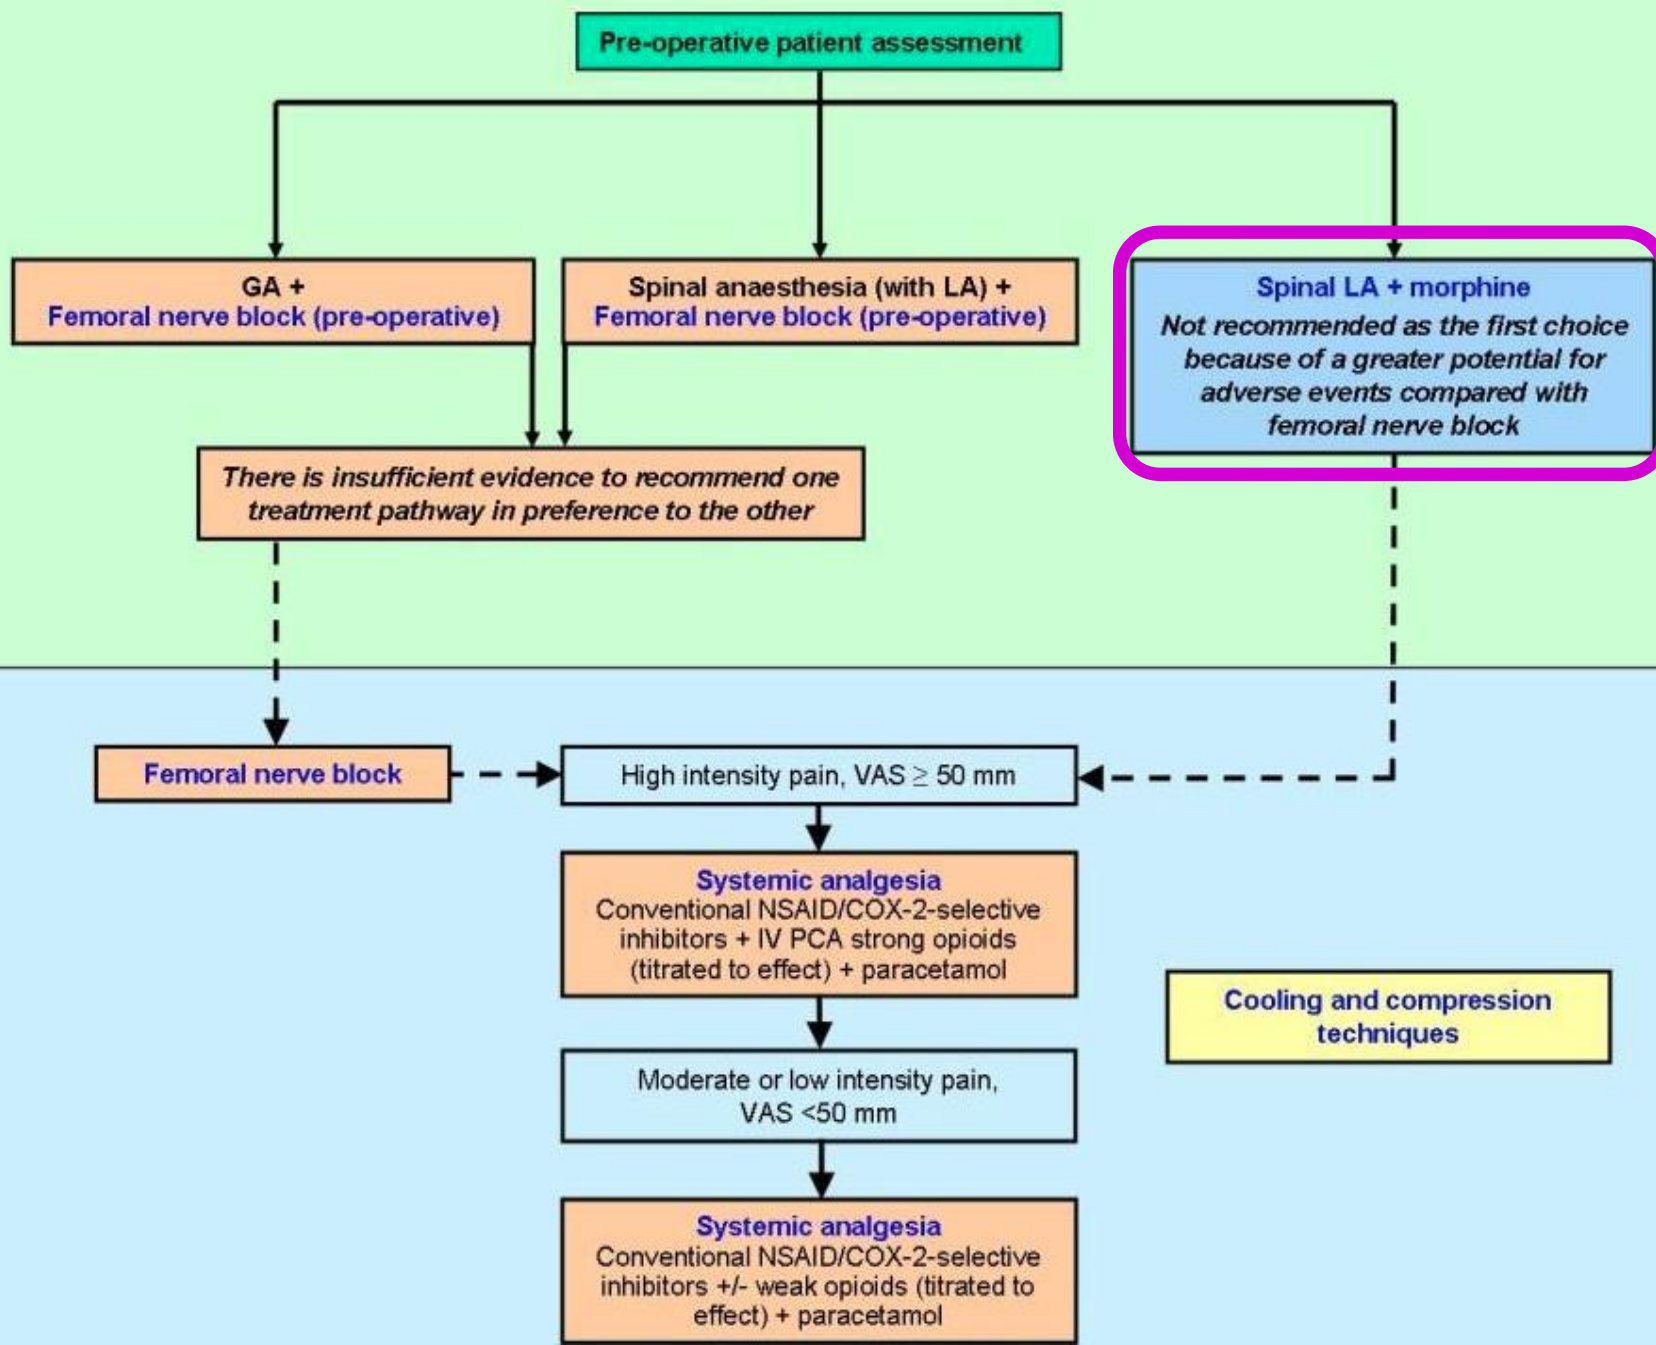 Pre-operative patient assessment
GA +
Femoral nerve block (pre-operative)
Spinal anaesthesia (with LA) +
Femoral nerve block (pre-operative)
Spinal LA + morphine
Not recommended as the first choice
because of a greater potential for
adverse events compared with
femoral nerve block
There is insufficient evidence to recommend one
treatment pathway in preference to the other
Femoral nerve block
High intensity pain, VAS ≥ 50 mm
Systemic analgesia
Conventional NSAID/COX-2-selective
inhibitors + IV PCA strong opioids
(titrated to effect) + paracetamol
Cooling and compression
techniques
Moderate or low intensity pain,
VAS <50 mm
Systemic analgesia
Conventional NSAID/COX-2-selective
inhibitors +/- weak opioids (titrated to
effect) + paracetamol